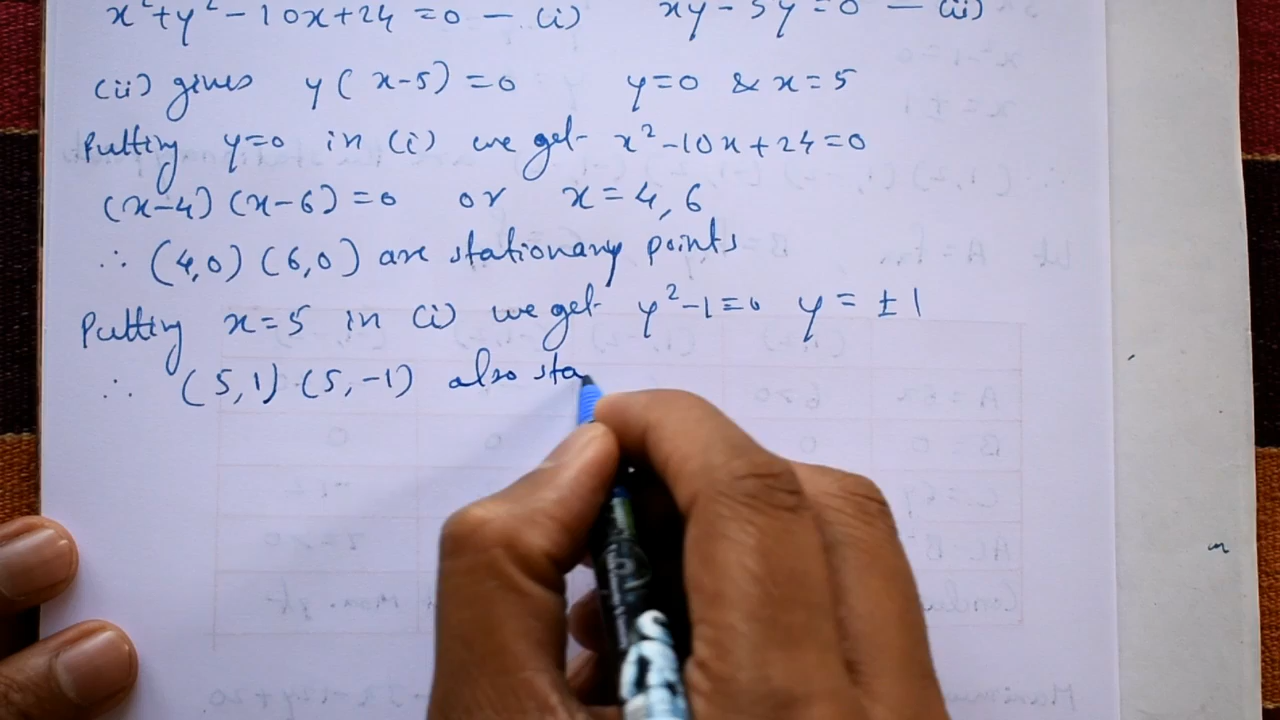 x²+y²-10x+24=0 — (i) xy-5y=0 — (ii)
(ii) gives y(x-5)=0 y=0 & x=5
Putting y=0 in (i) we get x²-10x+24=0
(x-4)(x-6)=0 or x=4,6
∴ (4,0) (6,0) are stationary points
Putting x=5 in (i) we get y²-1=0 y=±1
∴ (5,1) (5,-1) also sta